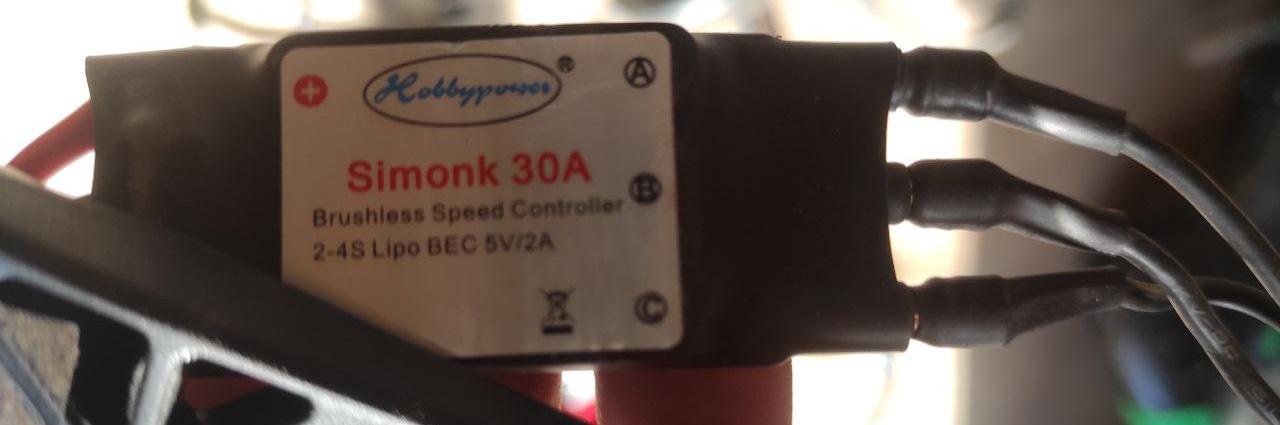 Hobbypower®
A
Simonk 30A
B
Brushless Speed Controller
2-4S Lipo BEC 5V/2A
C